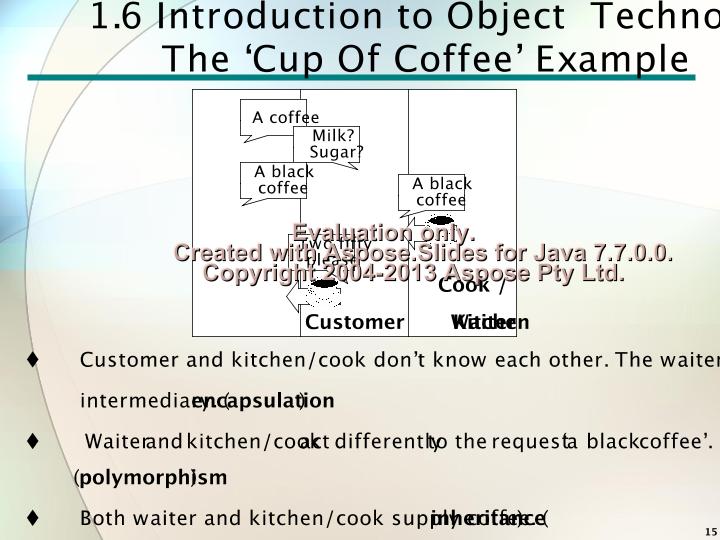 1.6 Introduction to Object Techno
The ‘Cup Of Coffee’ Example
A coffee
Milk?
Sugar?
A black
coffee
A black
coffee
Two fifty
please
Evaluation only.
Created with Aspose.Slides for Java 7.7.0.0.
Copyright 2004-2013 Aspose Pty Ltd.
Cook /
Customer Waiter Kitchen
♦ Customer and kitchen/cook don’t know each other. The waiter
intermediary. (encapsulation)
♦ Waiter and kitchen/cook act differently to the request ‘a black coffee’.
(polymorphism)
♦ Both waiter and kitchen/cook supply coffee (inheritance)
15